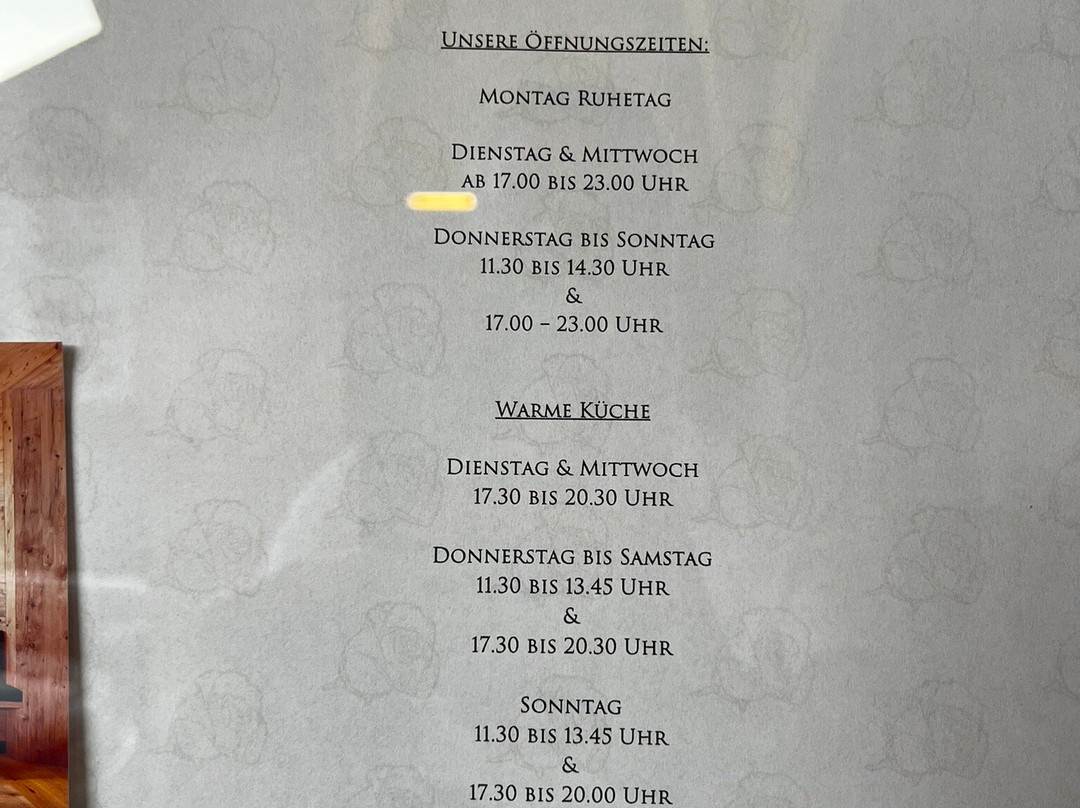 Unsere Öffnungszeiten:
Montag Ruhetag
Dienstag & Mittwoch
ab 17.00 bis 23.00 Uhr
Donnerstag bis Sonntag
11.30 bis 14.30 Uhr
&
17.00 – 23.00 Uhr
Warme Küche
Dienstag & Mittwoch
17.30 bis 20.30 Uhr
Donnerstag bis Samstag
11.30 bis 13.45 Uhr
&
17.30 bis 20.30 Uhr
Sonntag
11.30 bis 13.45 Uhr
&
17.30 bis 20.00 Uhr